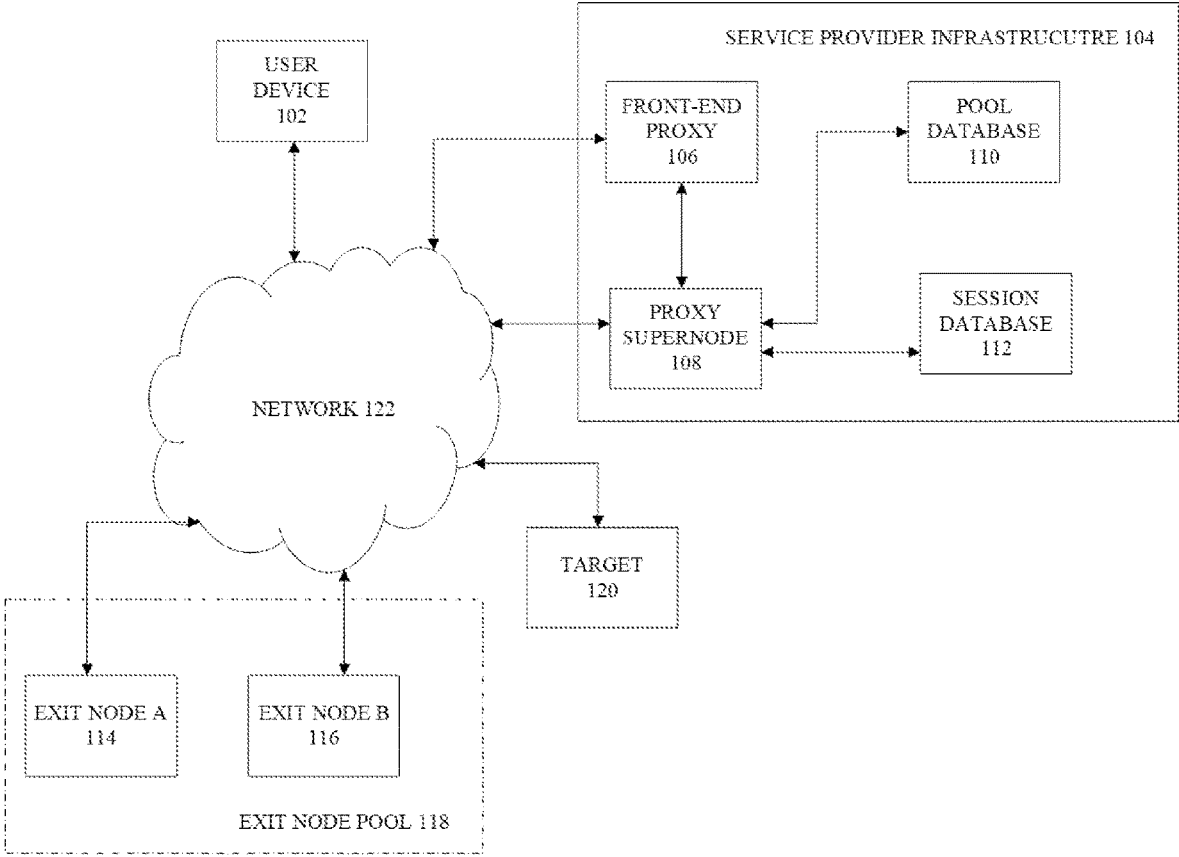 SERVICE PROVIDER INFRASTRUCUTRE 104
USER
DEVICE
102
FRONT-END
PROXY
106
POOL
DATABASE
110
PROXY
SUPERNODE
108
SESSION
DATABASE
112
NETWORK 122
TARGET
120
EXIT NODE A
114
EXIT NODE B
116
EXIT NODE POOL 118